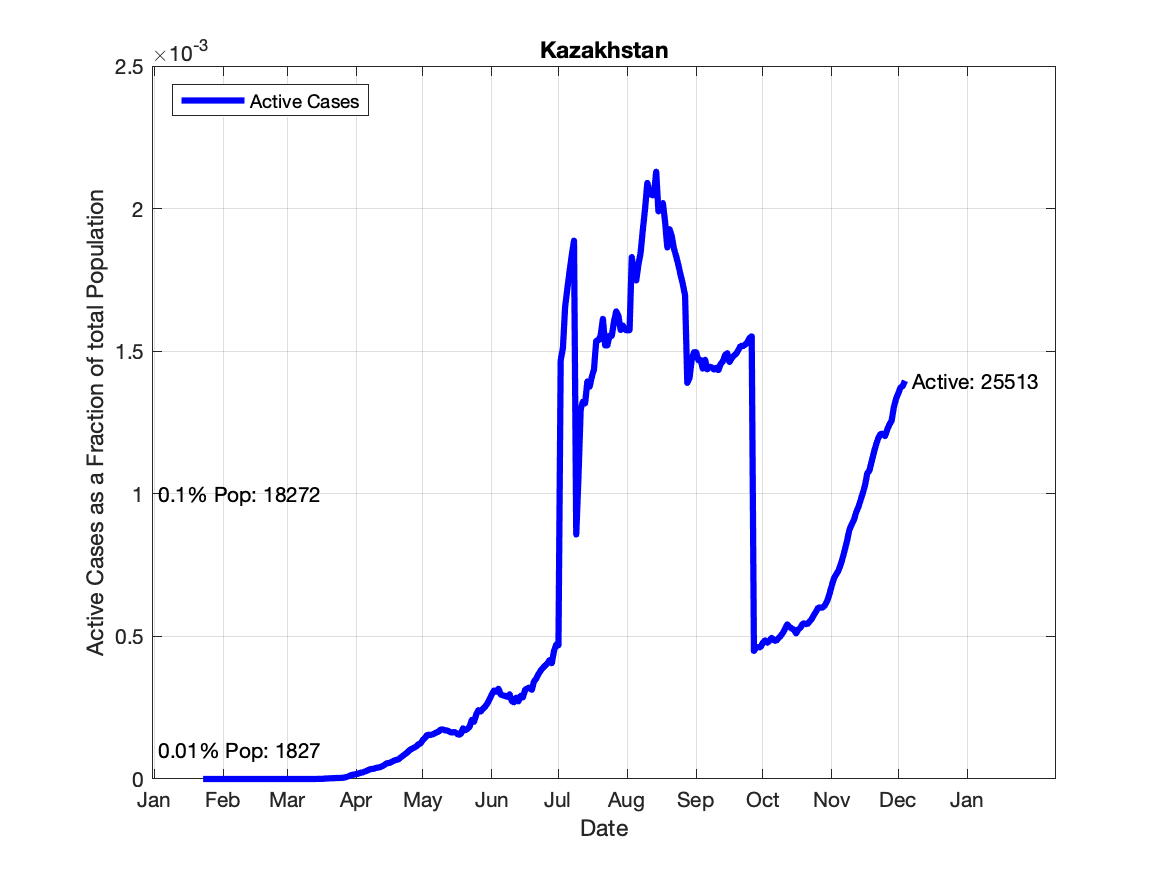 Kazakhstan
×10-3
2.5
2
1.5
1
0.5
0
Active Cases as a Fraction of total Population
Active Cases
Active: 25513
0.1% Pop: 18272
0.01% Pop: 1827
Jan Feb Mar Apr May Jun Jul Aug Sep Oct Nov Dec Jan
Date